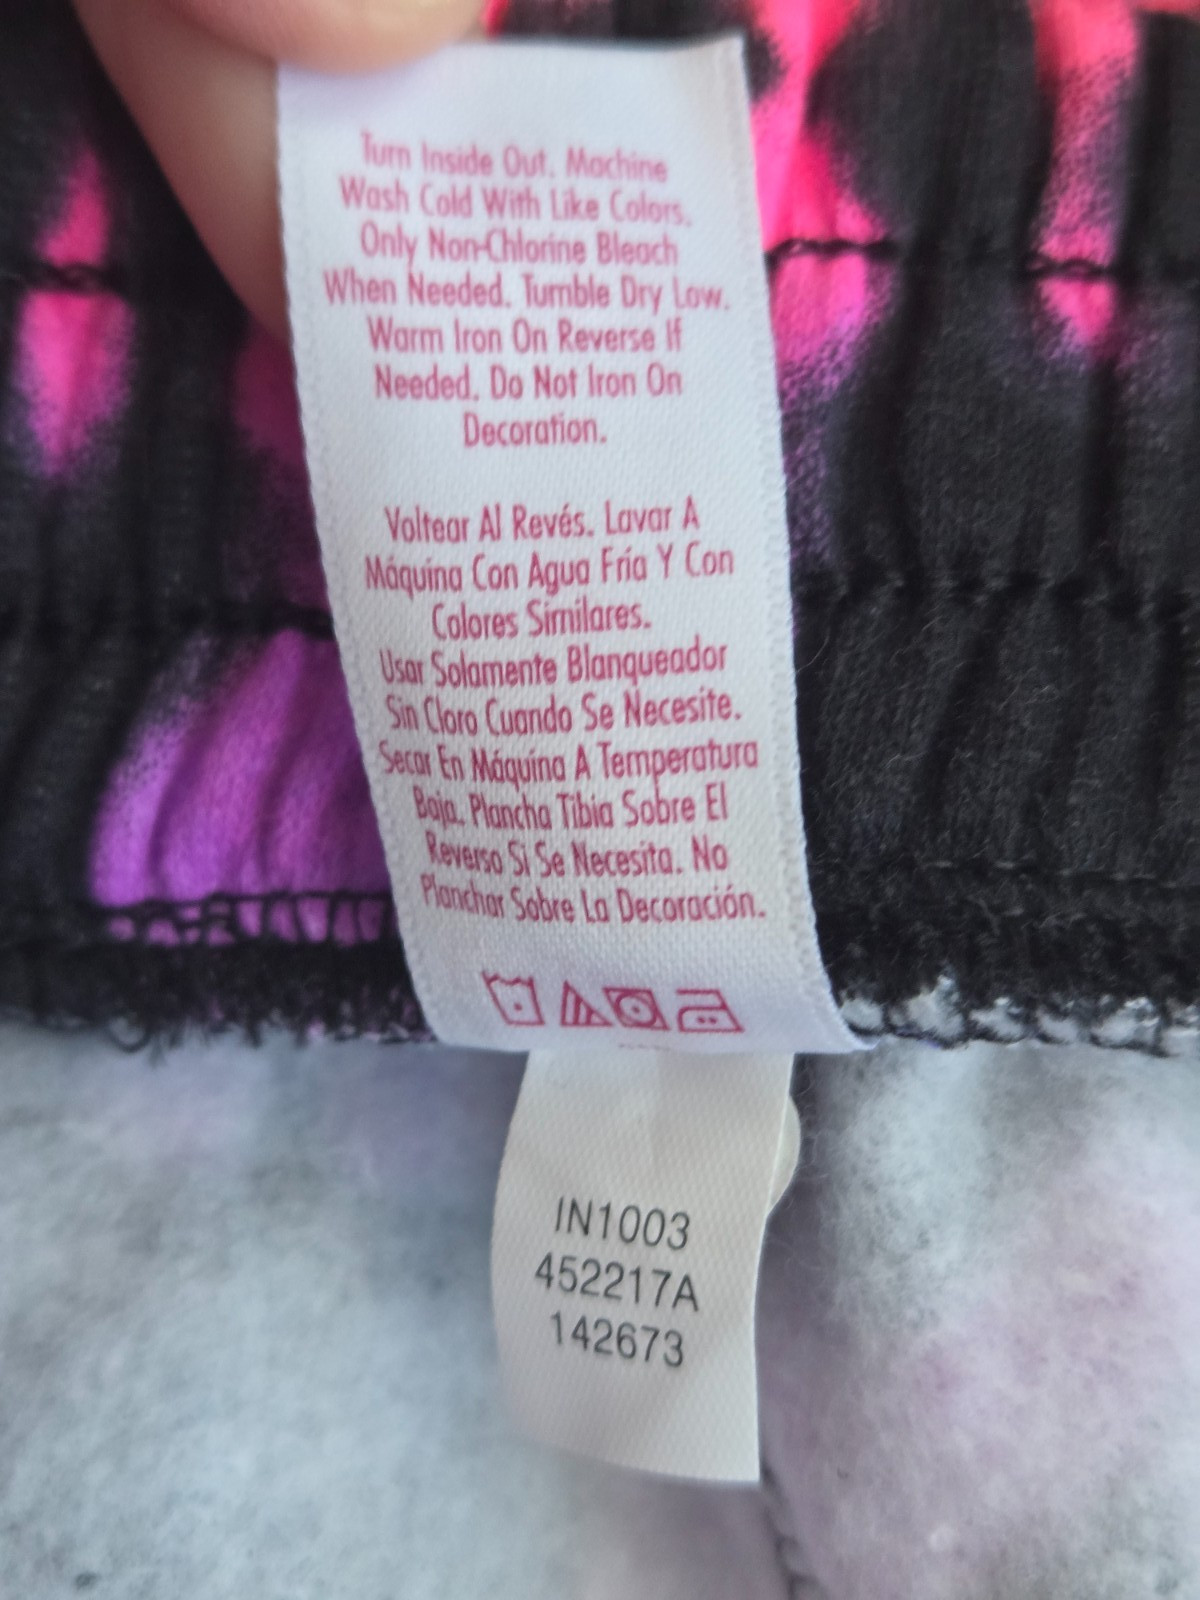 Turn Inside Out. Machine
Wash Cold With Like Colors.
Only Non-Chlorine Bleach
When Needed. Tumble Dry Low.
Warm Iron On Reverse If
Needed. Do Not Iron On
Decoration.
Voltear Al Revés. Lavar A
Máquina Con Agua Fría Y Con
Colores Similares.
Usar Solamente Blanqueador
Sin Cloro Cuando Se Necesite.
Secar En Máquina A Temperatura
Baja. Plancha Tibia Sobre El
Reverso Si Se Necesita. No
Planchar Sobre La Decoración.
IN1003
452217A
142673